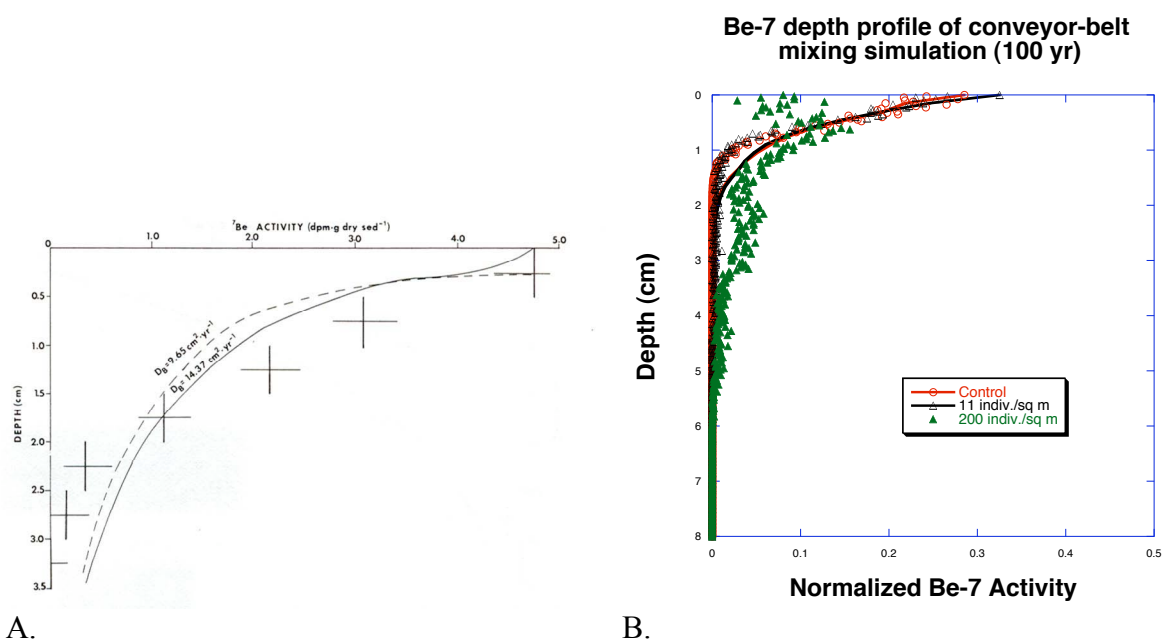 ⁷Be ACTIVITY (dpm-g dry sed⁻¹)
0 1.0 2.0 3.0 4.0 5.0
0.5
1.0
1.5
2.0
2.5
3.0
3.5
DEPTH (cm)
D_B=9.65 cm²-yr⁻¹
D_B=14.37 cm²-yr⁻¹
A.
Be-7 depth profile of conveyor-belt
mixing simulation (100 yr)
0
1
2
3
4
5
6
7
8
Depth (cm)
Control
11 indiv./sq m
200 indiv./sq m
0 0.1 0.2 0.3 0.4 0.5
Normalized Be-7 Activity
B.